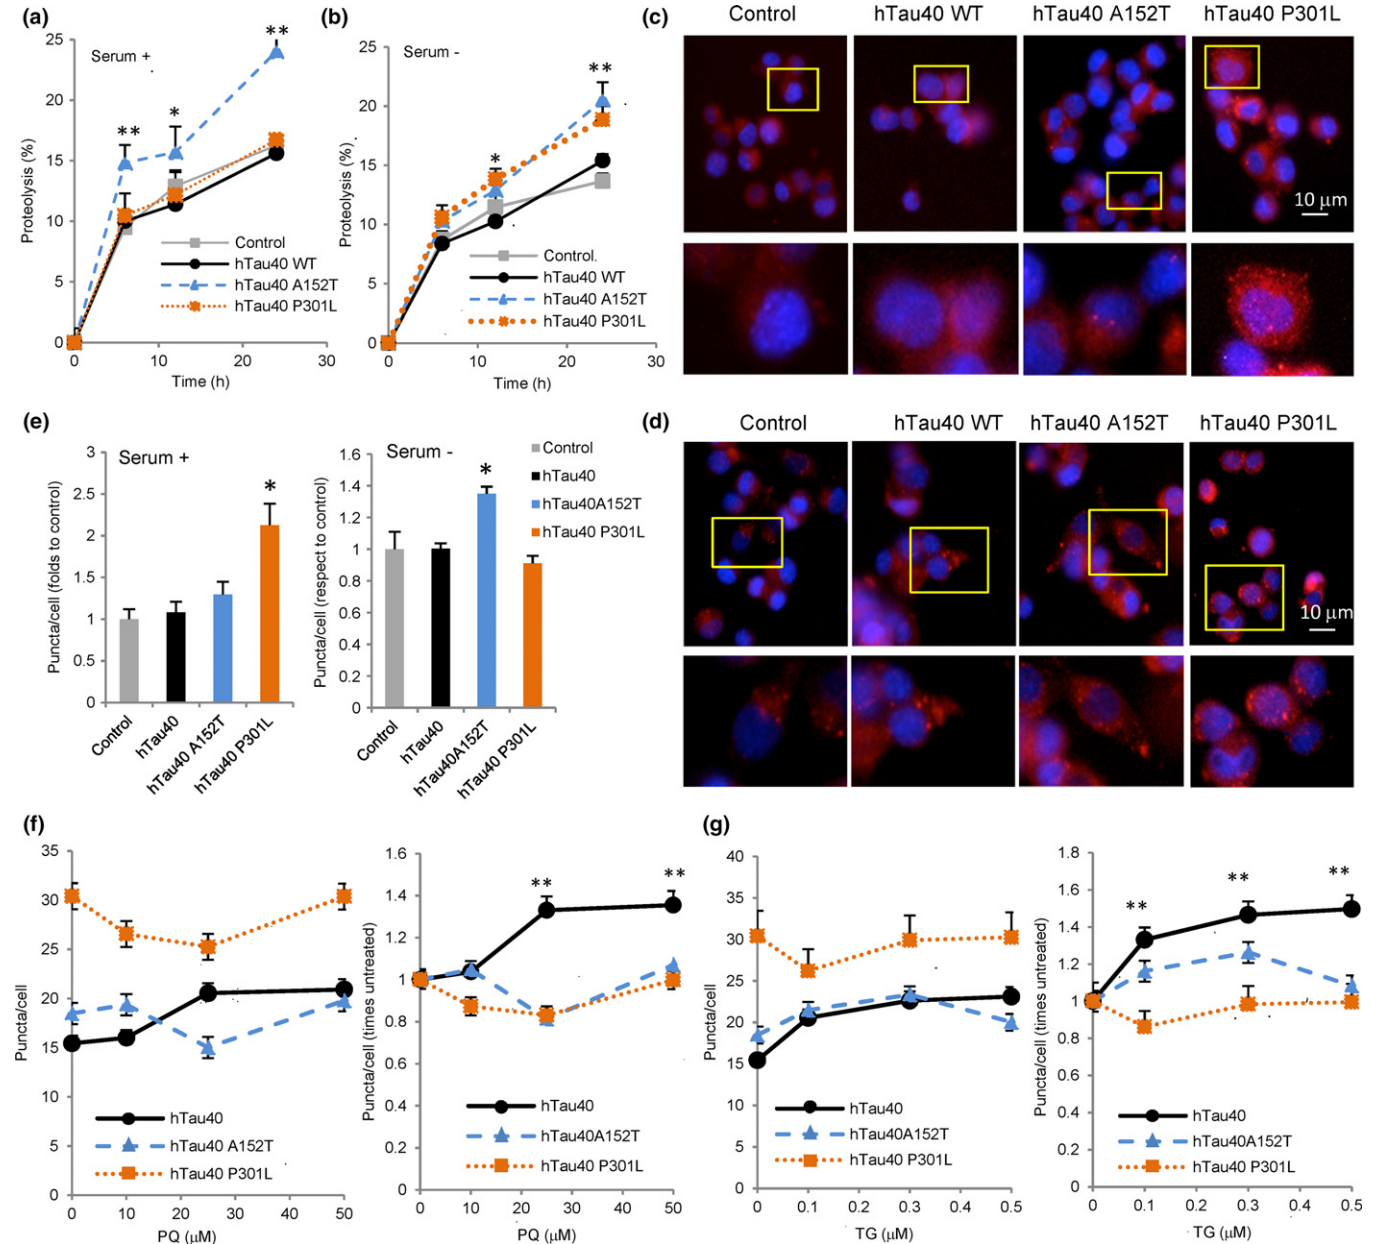 (a)
Serum +
**
*
**
Proteolysis (%)
25
20
15
10
5
0
Control
hTau40 WT
hTau40 A152T
hTau40 P301L
0 10 20 30
Time (h)
(b)
Serum -
*
**
Proteolysis (%)
25
20
15
10
5
0
Control.
hTau40 WT
hTau40 A152T
hTau40 P301L
0 10 20 30
Time (h)
(c)
Control hTau40 WT hTau40 A152T hTau40 P301L
10 μm
(e)
Serum +
*
Puncta/cell (folds to control)
3
2.5
2
1.5
1
0.5
0
Control
hTau40
hTau40 A152T
hTau40 P301L
Serum -
*
Puncta/cell (respect to control)
1.6
1.4
1.2
1
0.8
0.6
0.4
0.2
0
Control
hTau40
hTau40A152T
hTau40 P301L
Control
hTau40
hTau40A152T
hTau40 P301L
(d)
Control hTau40 WT hTau40 A152T hTau40 P301L
10 μm
(f)
Puncta/cell
35
30
25
20
15
10
5
0
hTau40
hTau40 A152T
hTau40 P301L
0 10 20 30 40 50
PQ (μM)
Puncta/cell (times untreated)
1.6
1.4
1.2
1
0.8
0.6
0.4
0.2
0
**
**
hTau40
hTau40A152T
hTau40 P301L
0 10 20 30 40 50
PQ (μM)
(g)
Puncta/cell
40
35
30
25
20
15
10
5
0
hTau40
hTau40A152T
hTau40 P301L
0 0.1 0.2 0.3 0.4 0.5
TG (μM)
Puncta/cell (times untreated)
1.8
1.6
1.4
1.2
1
0.8
0.6
0.4
0.2
0
**
**
**
hTau40
hTau40A152T
hTau40 P301L
0 0.1 0.2 0.3 0.4 0.5
TG (μM)